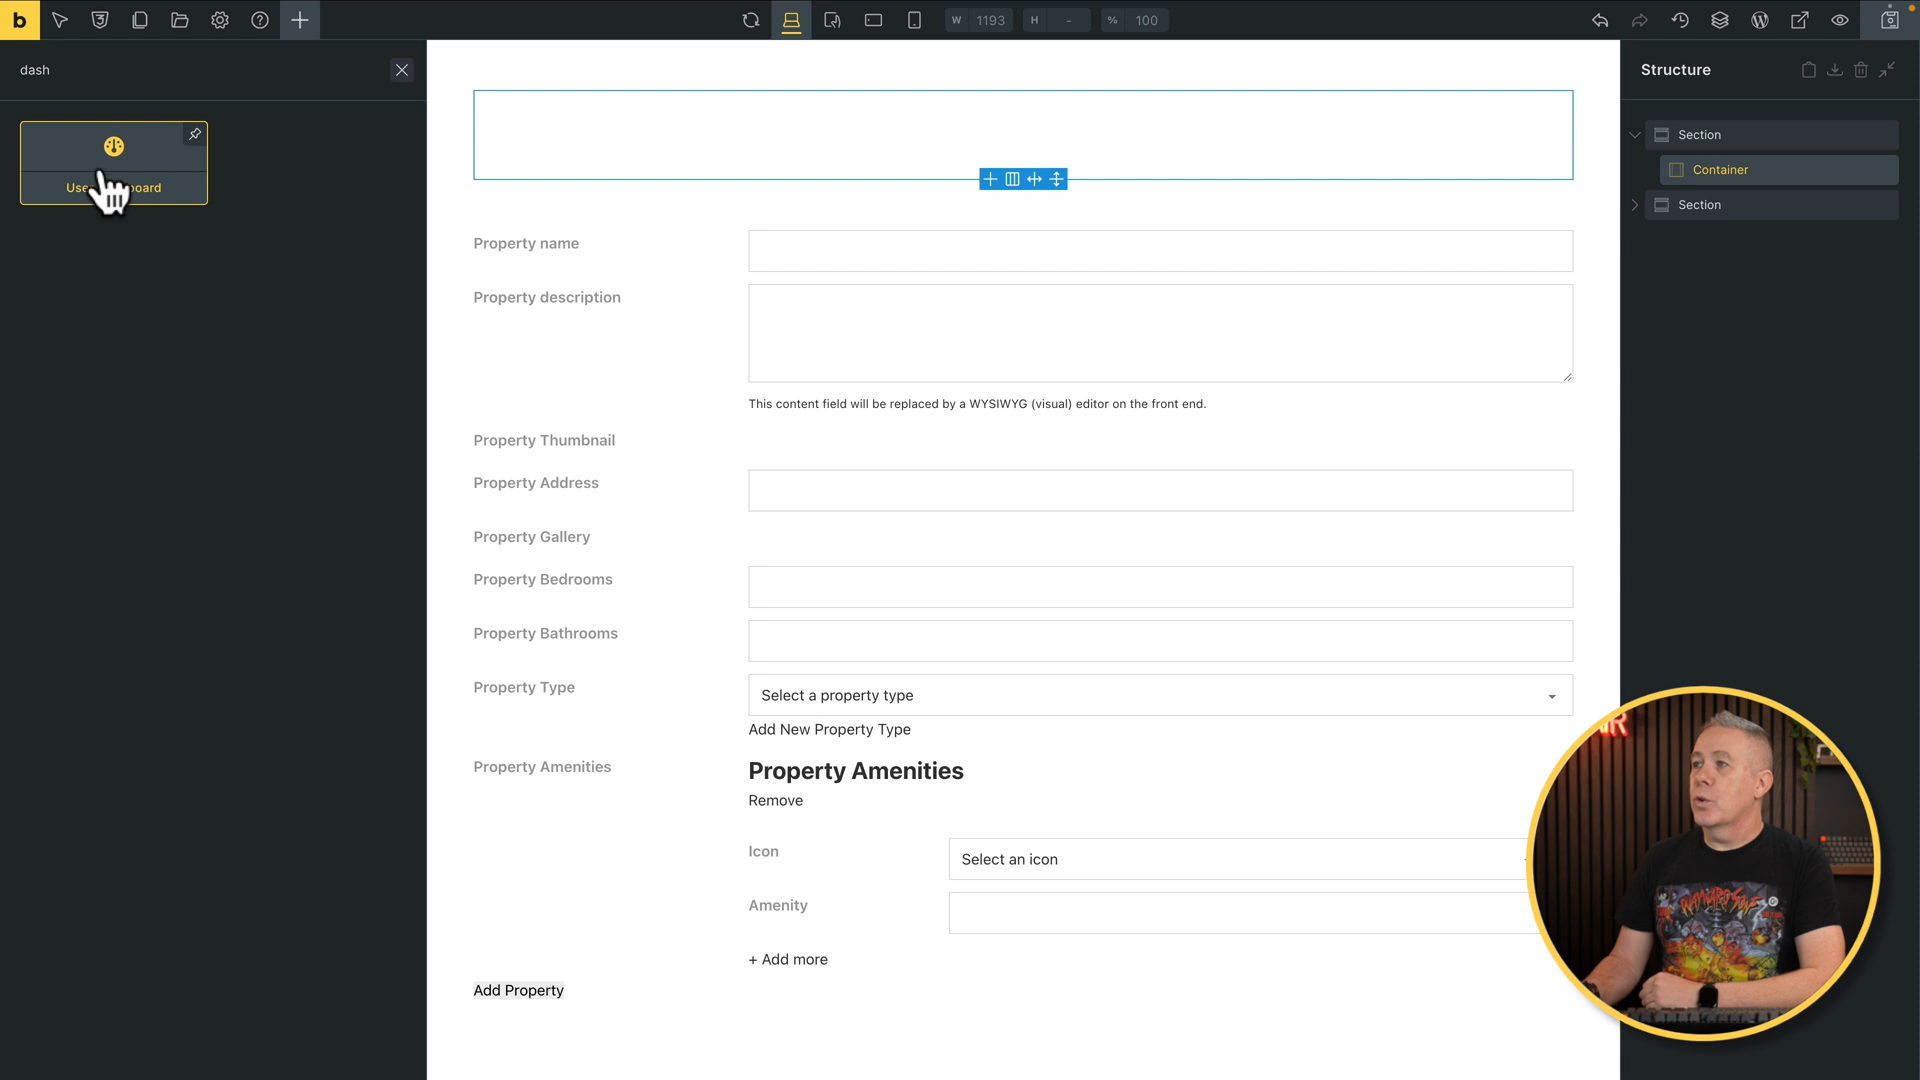 b
W 1193
H -
% 100
dash
Structure
Section
Container
Section
Property name
Property description
This content field will be replaced by a WYSIWYG (visual) editor on the front end.
Property Thumbnail
Property Address
Property Gallery
Property Bedrooms
Property Bathrooms
Property Type
Select a property type
Add New Property Type
Property Amenities
Property Amenities
Remove
Icon
Select an icon
Amenity
+ Add more
Add Property